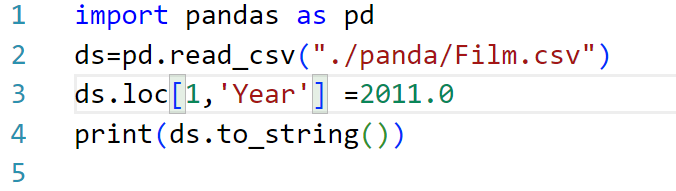 1 import pandas as pd
2 ds=pd.read_csv("./panda/Film.csv")
3 ds.loc[1,'Year'] =2011.0
4 print(ds.to_string())
5